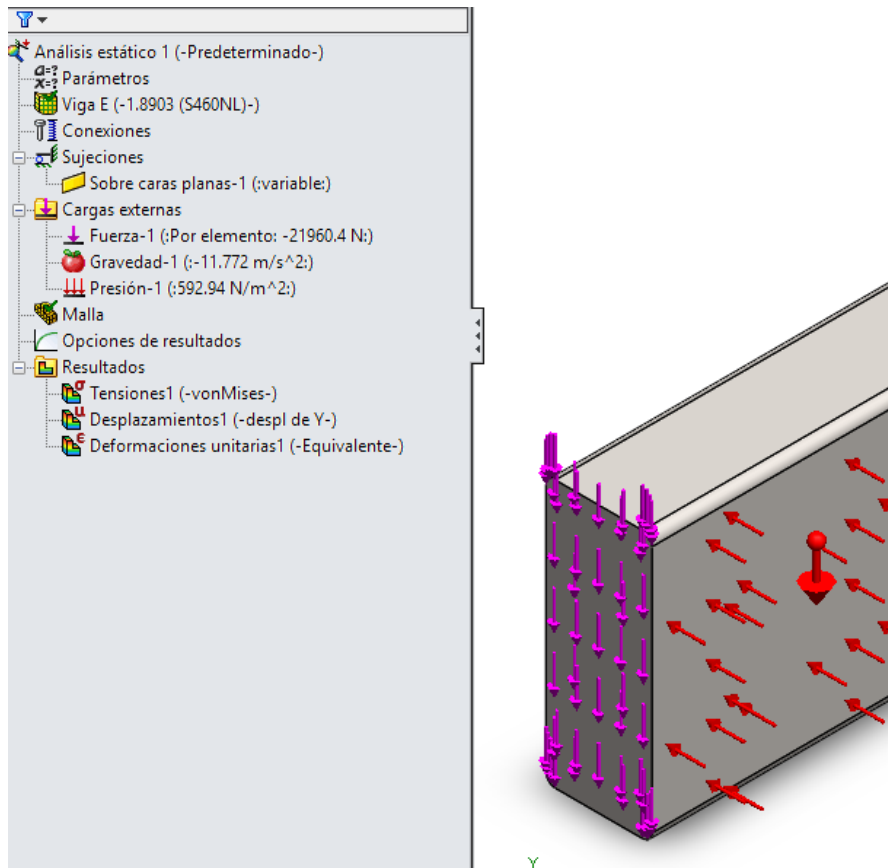 Análisis estático 1 (-Predeterminado-)
Parámetros
Viga E (-1.8903 (S460NL)-)
Conexiones
Sujeciones
Sobre caras planas-1 (:variable:)
Cargas externas
Fuerza-1 (:Por elemento: -21960.4 N:)
Gravedad-1 (:-11.772 m/s^2:)
Presión-1 (:592.94 N/m^2:)
Malla
Opciones de resultados
Resultados
Tensiones1 (-vonMises-)
Desplazamientos1 (-despl de Y-)
Deformaciones unitarias1 (-Equivalente-)
Y